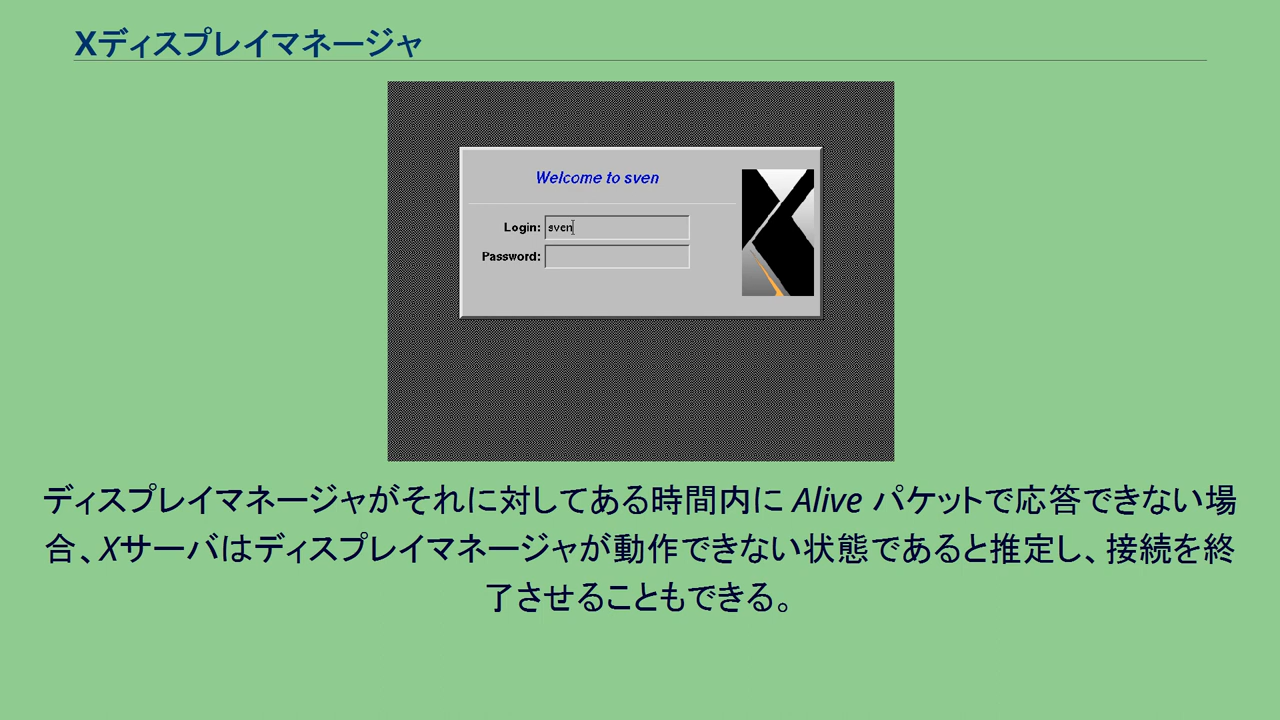 Xディスプレイマネージャ
Welcome to sven
Login: sven
Password:
ディスプレイマネージャがそれに対してある時間内に Alive パケットで応答できない場
合、Xサーバはディスプレイマネージャが動作できない状態であると推定し、接続を終
了させることもできる。